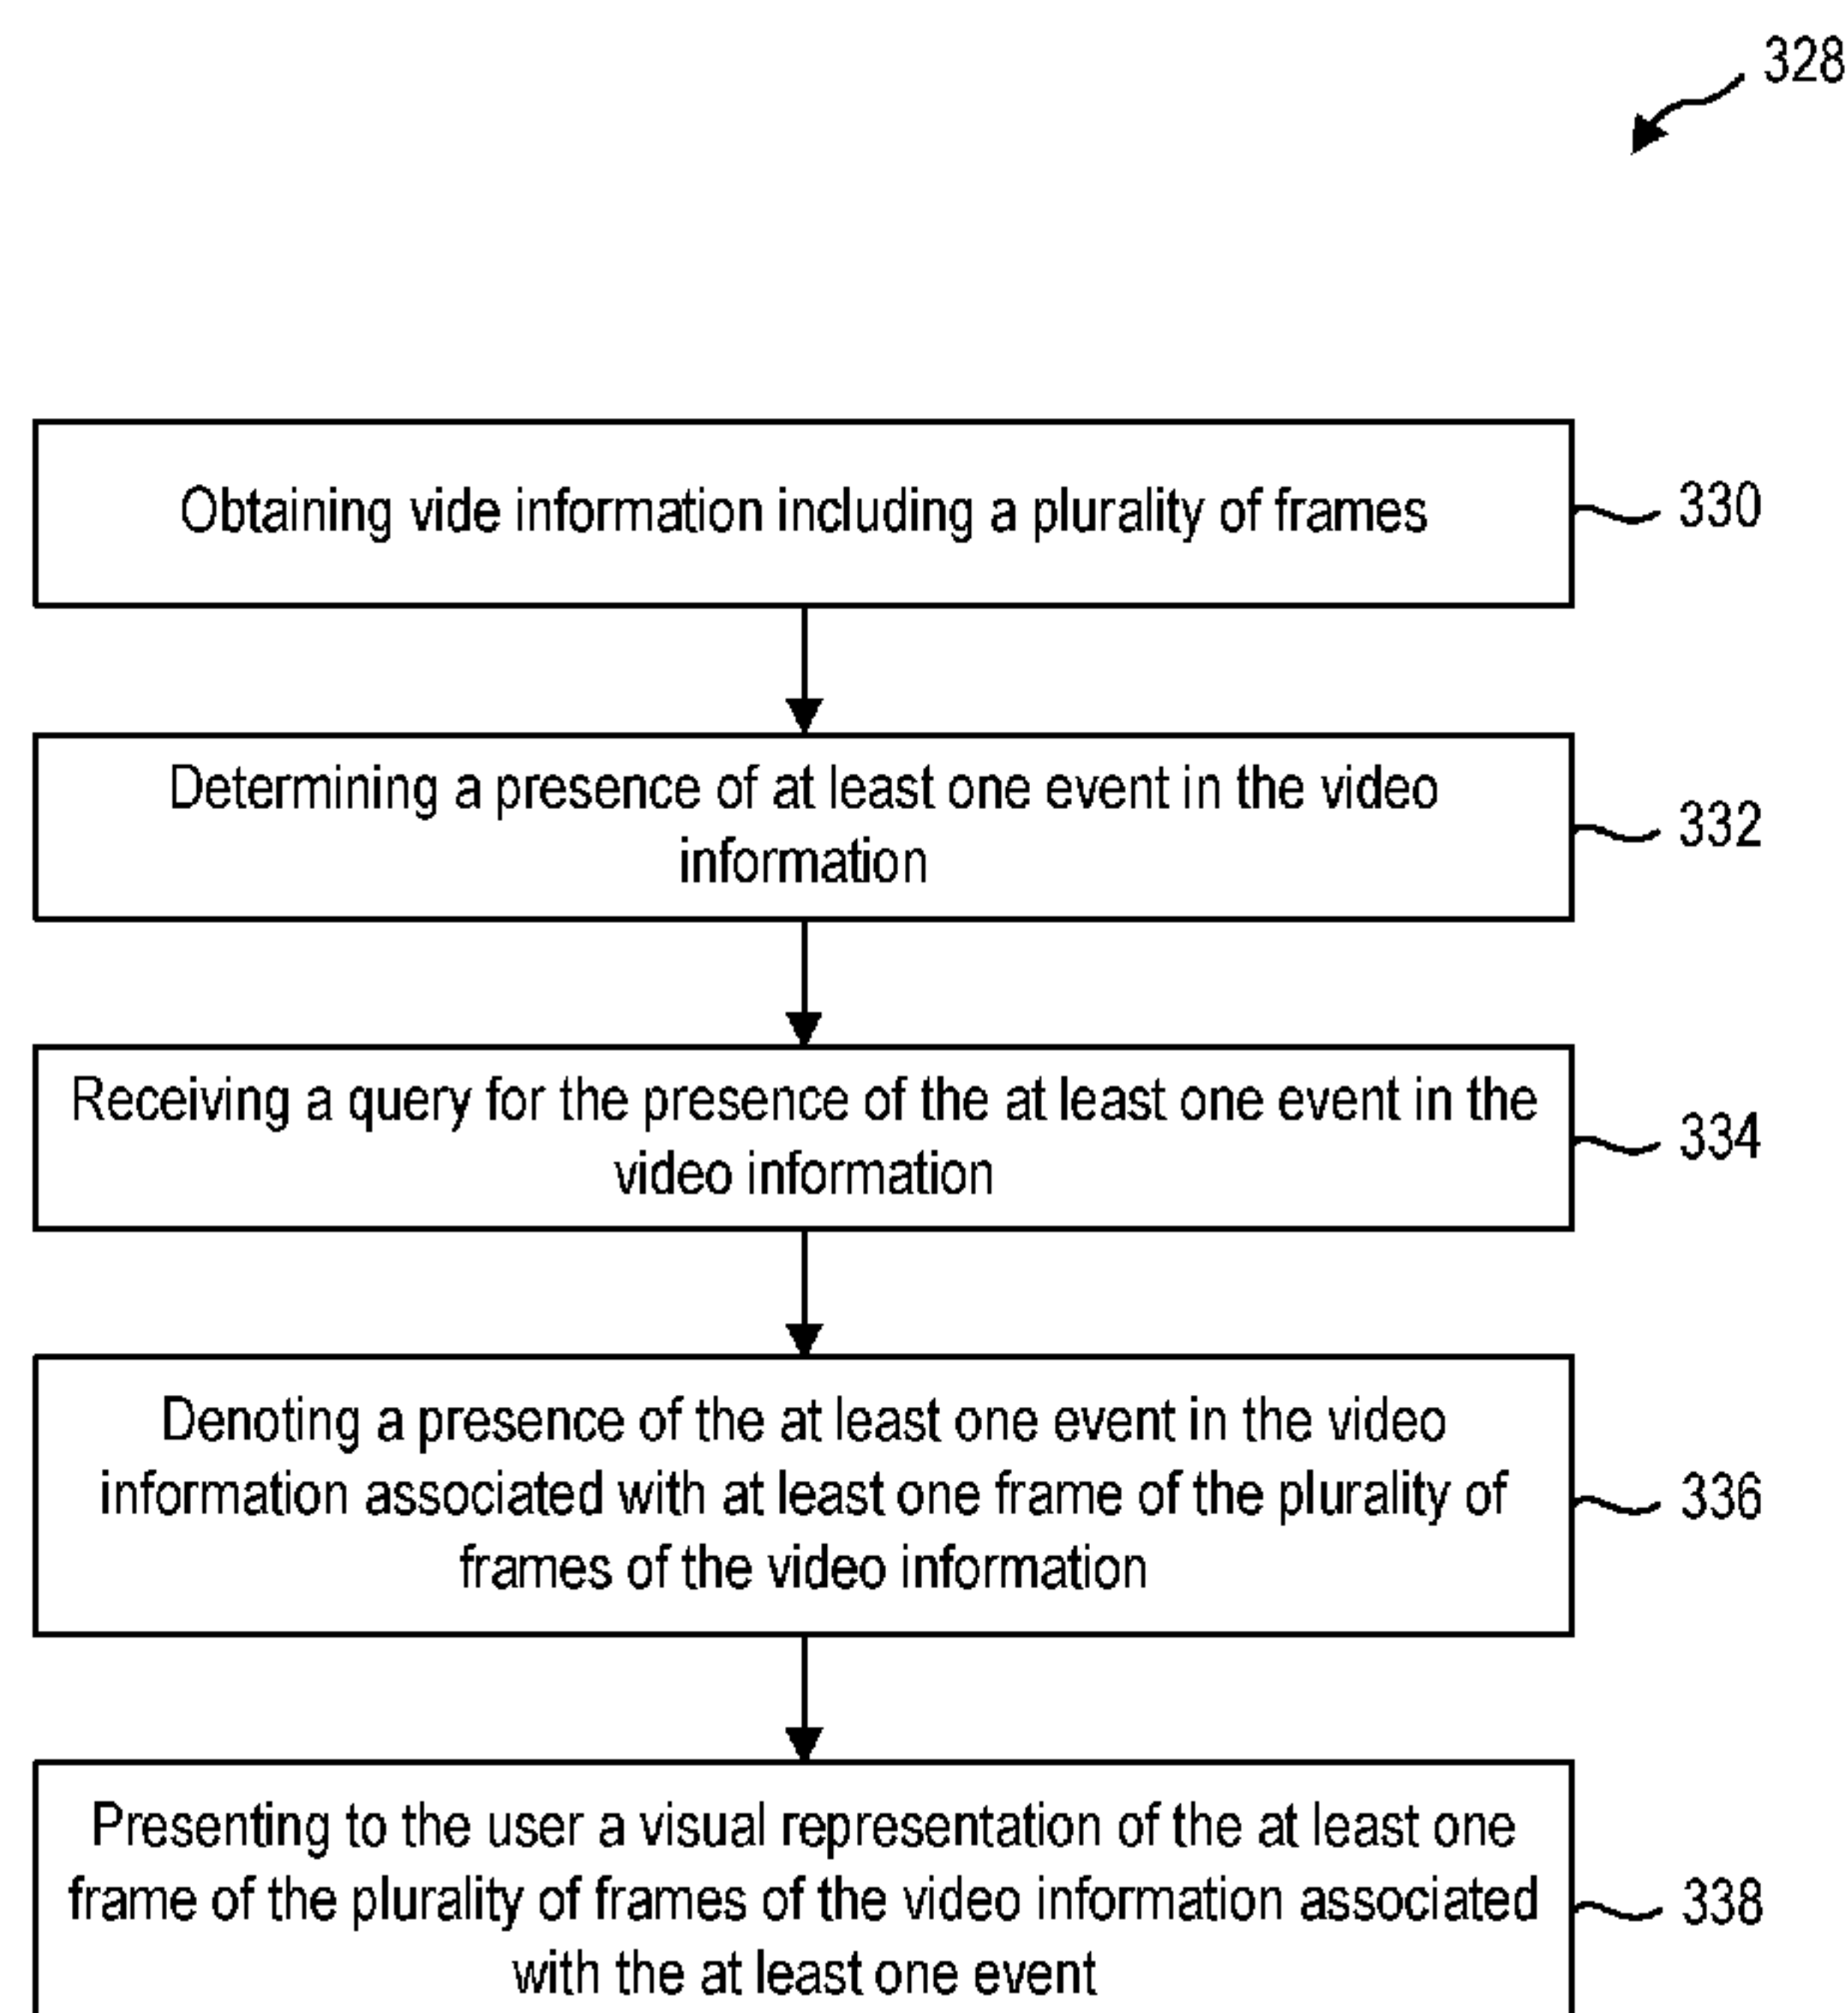 328
Obtaining vide information including a plurality of frames
330
Determining a presence of at least one event in the video
information
332
Receiving a query for the presence of the at least one event in the
video information
334
Denoting a presence of the at least one event in the video
information associated with at least one frame of the plurality of
frames of the video information
336
Presenting to the user a visual representation of the at least one
frame of the plurality of frames of the video information associated
with the at least one event
338